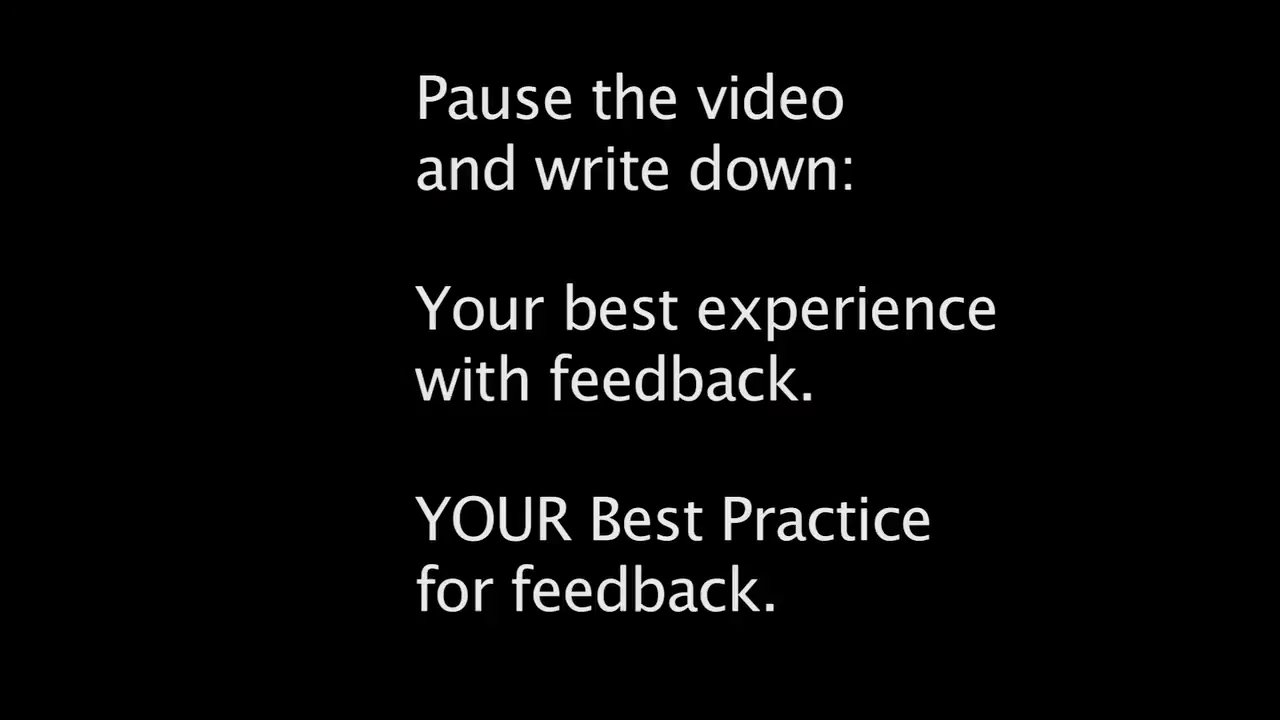 Pause the video
and write down:
Your best experience
with feedback.
YOUR Best Practice
for feedback.